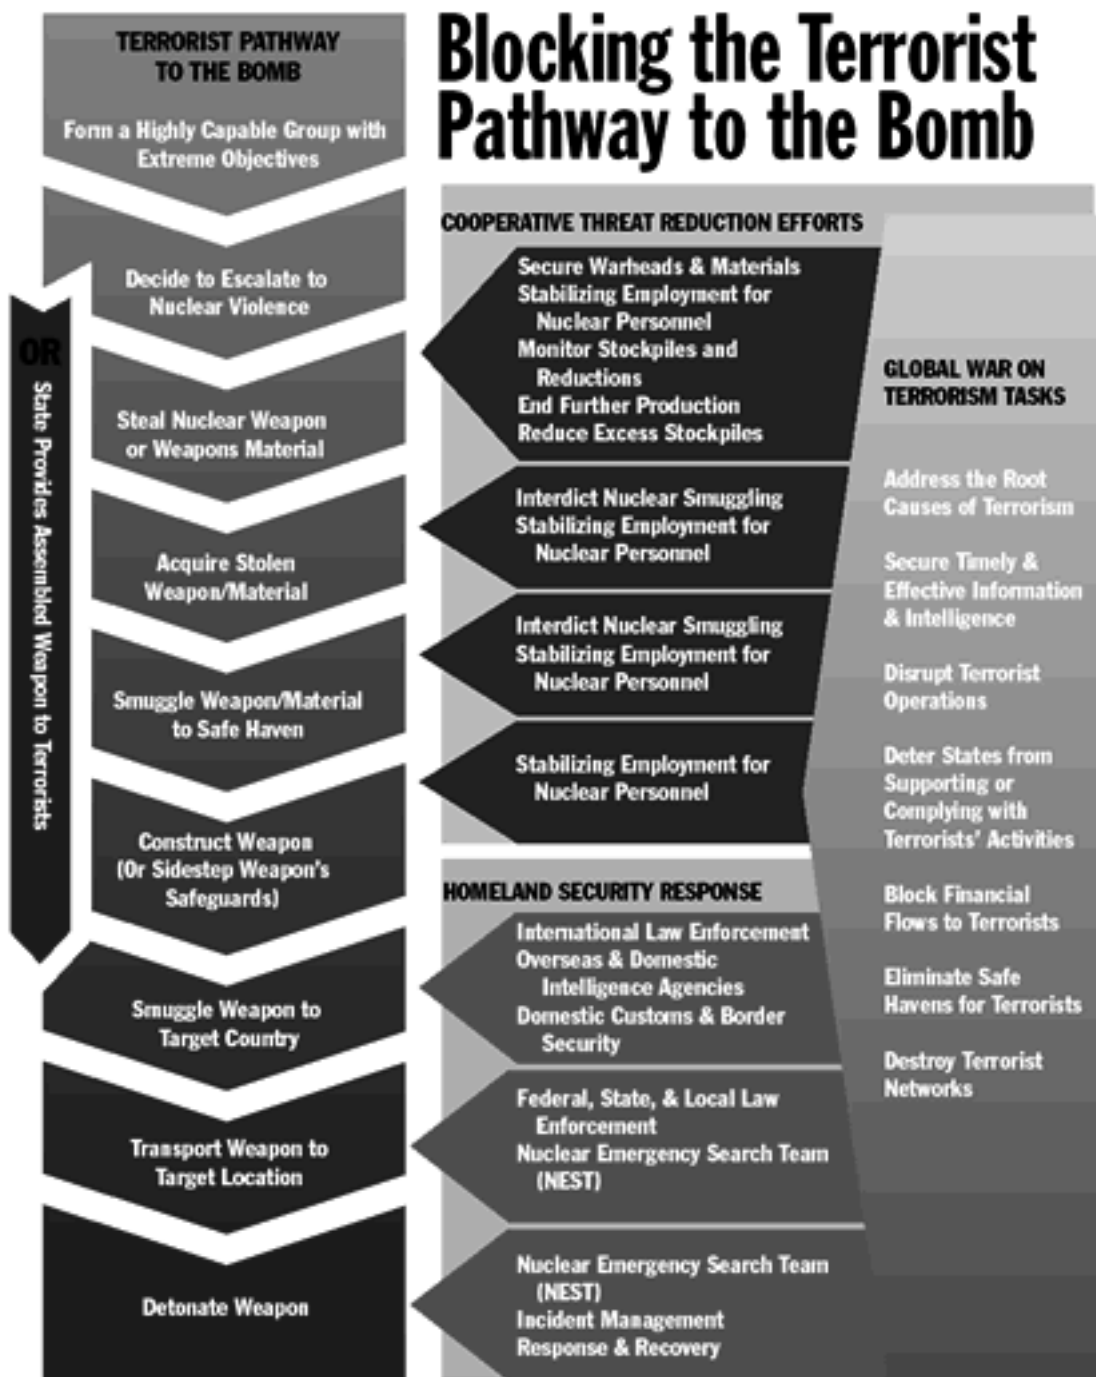 TERRORIST PATHWAY
TO THE BOMB
Form a Highly Capable Group with
Extreme Objectives
Decide to Escalate to
Nuclear Violence
Steal Nuclear Weapon
or Weapons Material
Acquire Stolen
Weapon/Material
Smuggle Weapon/Material
to Safe Haven
Construct Weapon
(Or Sidestep Weapon's
Safeguards)
Smuggle Weapon to
Target Country
Transport Weapon to
Target Location
Detonate Weapon
OR
State Provides Assembled Weapon to Terrorists
Blocking the Terrorist
Pathway to the Bomb
COOPERATIVE THREAT REDUCTION EFFORTS
Secure Warheads & Materials
Stabilizing Employment for
Nuclear Personnel
Monitor Stockpiles and
Reductions
End Further Production
Reduce Excess Stockpiles
Interdict Nuclear Smuggling
Stabilizing Employment for
Nuclear Personnel
Interdict Nuclear Smuggling
Stabilizing Employment for
Nuclear Personnel
Stabilizing Employment for
Nuclear Personnel
HOMELAND SECURITY RESPONSE
International Law Enforcement
Overseas & Domestic
Intelligence Agencies
Domestic Customs & Border
Security
Federal, State, & Local Law
Enforcement
Nuclear Emergency Search Team
(NEST)
Nuclear Emergency Search Team
(NEST)
Incident Management
Response & Recovery
GLOBAL WAR ON
TERRORISM TASKS
Address the Root
Causes of Terrorism
Secure Timely &
Effective Information
& Intelligence
Disrupt Terrorist
Operations
Deter States from
Supporting or
Complying with
Terrorists' Activities
Block Financial
Flows to Terrorists
Eliminate Safe
Havens for Terrorists
Destroy Terrorist
Networks